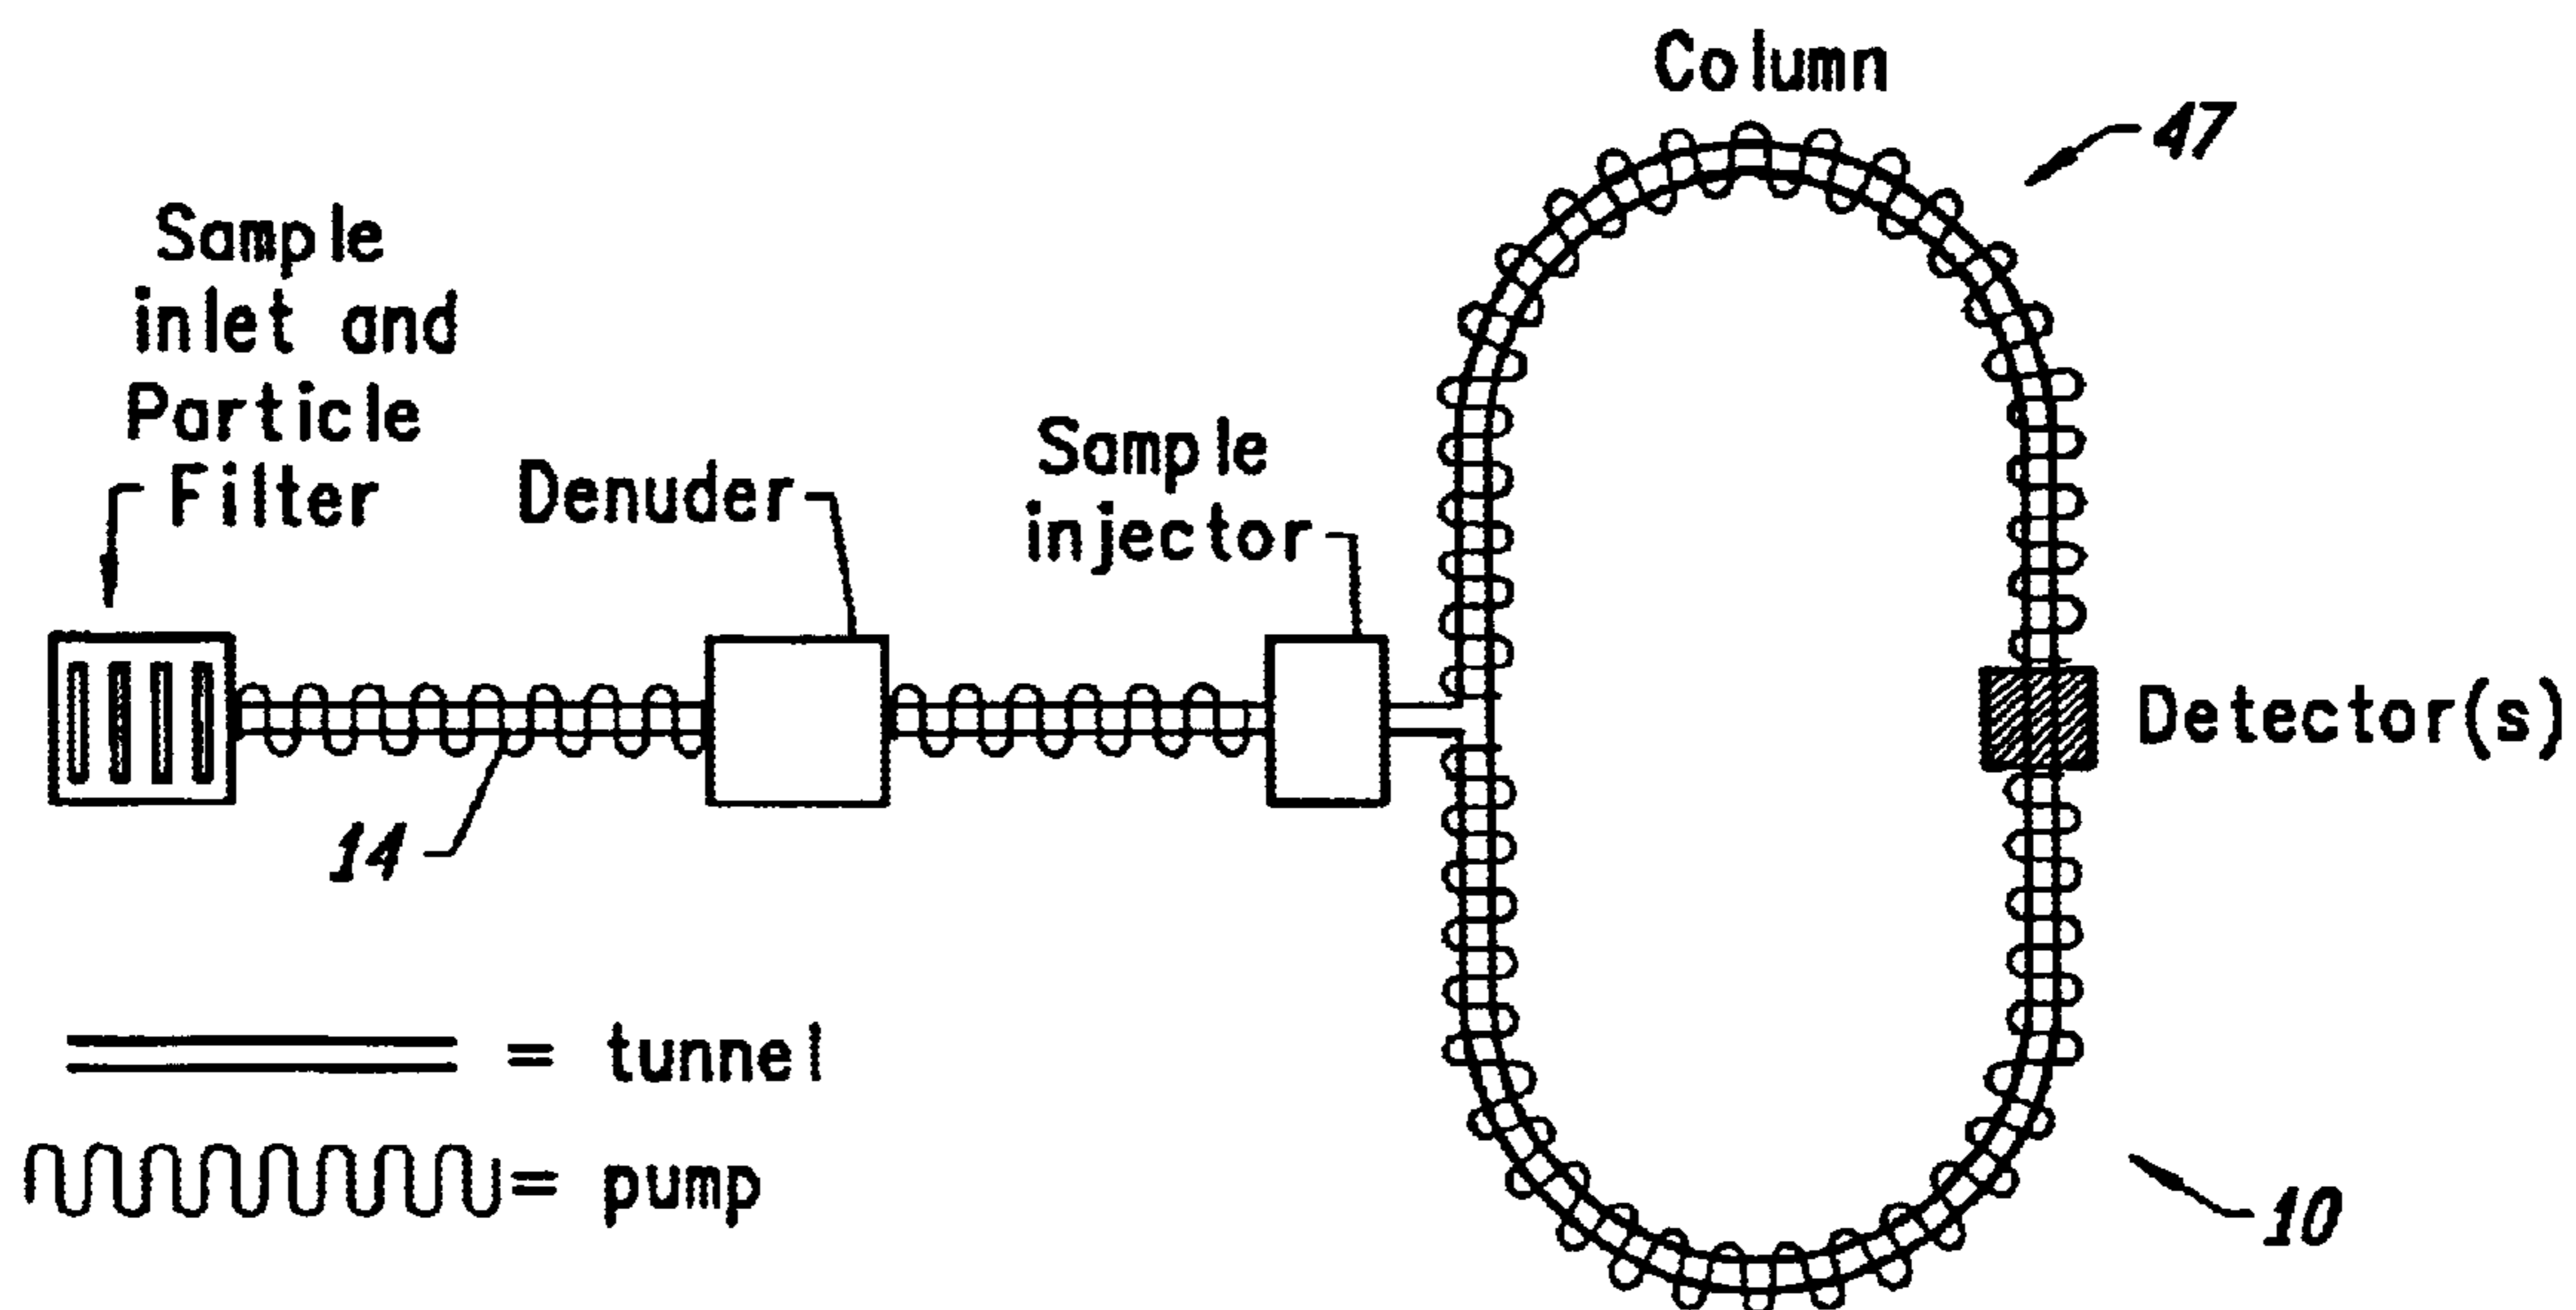 Column
47
Sample
inlet and
Particle
Filter
Denuder
Sample
injector
Detector(s)
14
= tunnel
= pump
10